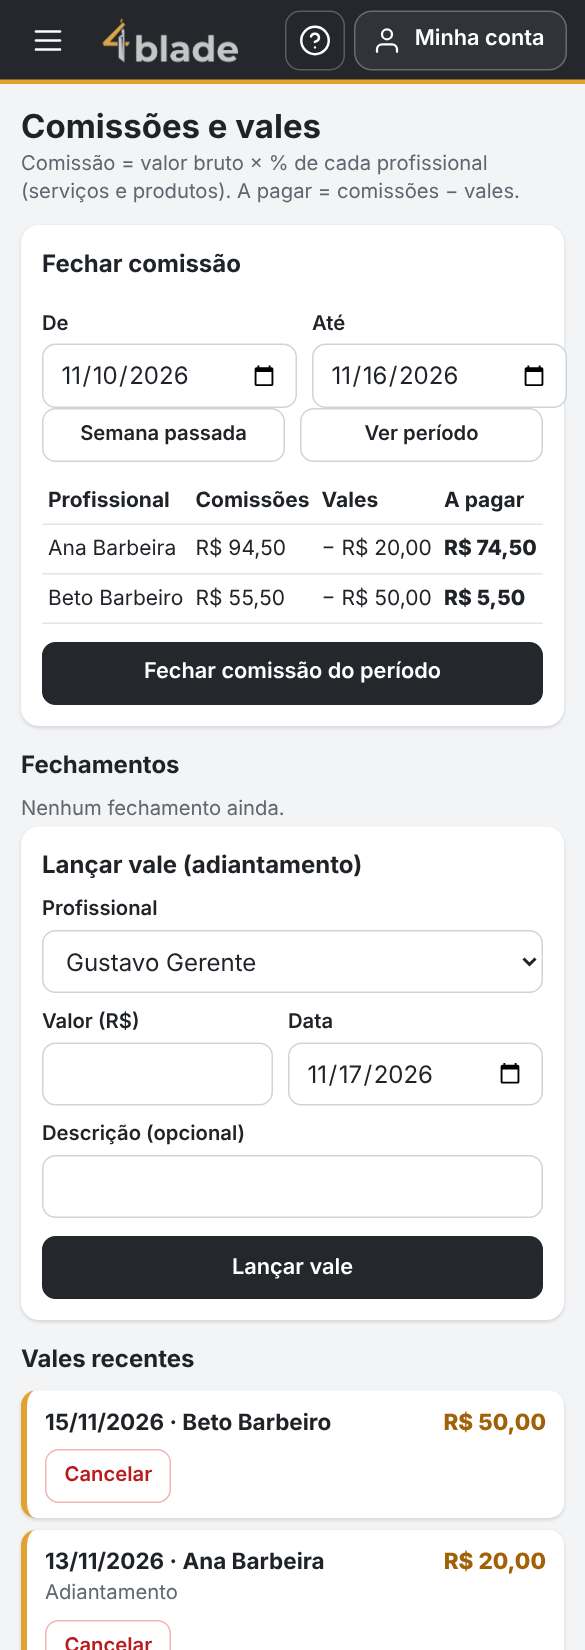 4blade
Minha conta
Comissões e vales
Comissão = valor bruto × % de cada profissional
(serviços e produtos). A pagar = comissões − vales.
Fechar comissão
De Até
11/10/2026 11/16/2026
Semana passada Ver período
Profissional Comissões Vales A pagar
Ana Barbeira R$ 94,50 − R$ 20,00 R$ 74,50
Beto Barbeiro R$ 55,50 − R$ 50,00 R$ 5,50
Fechar comissão do período
Fechamentos
Nenhum fechamento ainda.
Lançar vale (adiantamento)
Profissional
Gustavo Gerente
Valor (R$) Data
11/17/2026
Descrição (opcional)
Lançar vale
Vales recentes
15/11/2026 · Beto Barbeiro R$ 50,00
Cancelar
13/11/2026 · Ana Barbeira R$ 20,00
Adiantamento
Cancelar